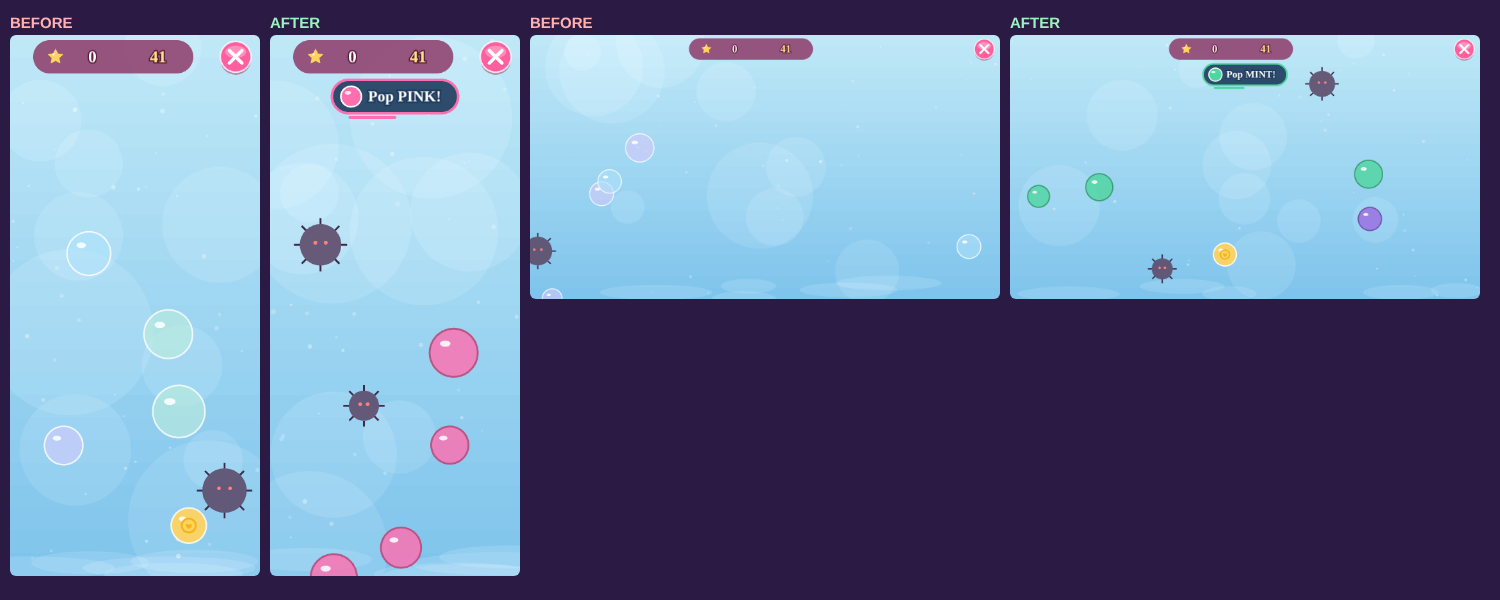 BEFORE
AFTER
BEFORE
AFTER
0 41
0 41
Pop PINK!
0 41
0 41
Pop MINT!